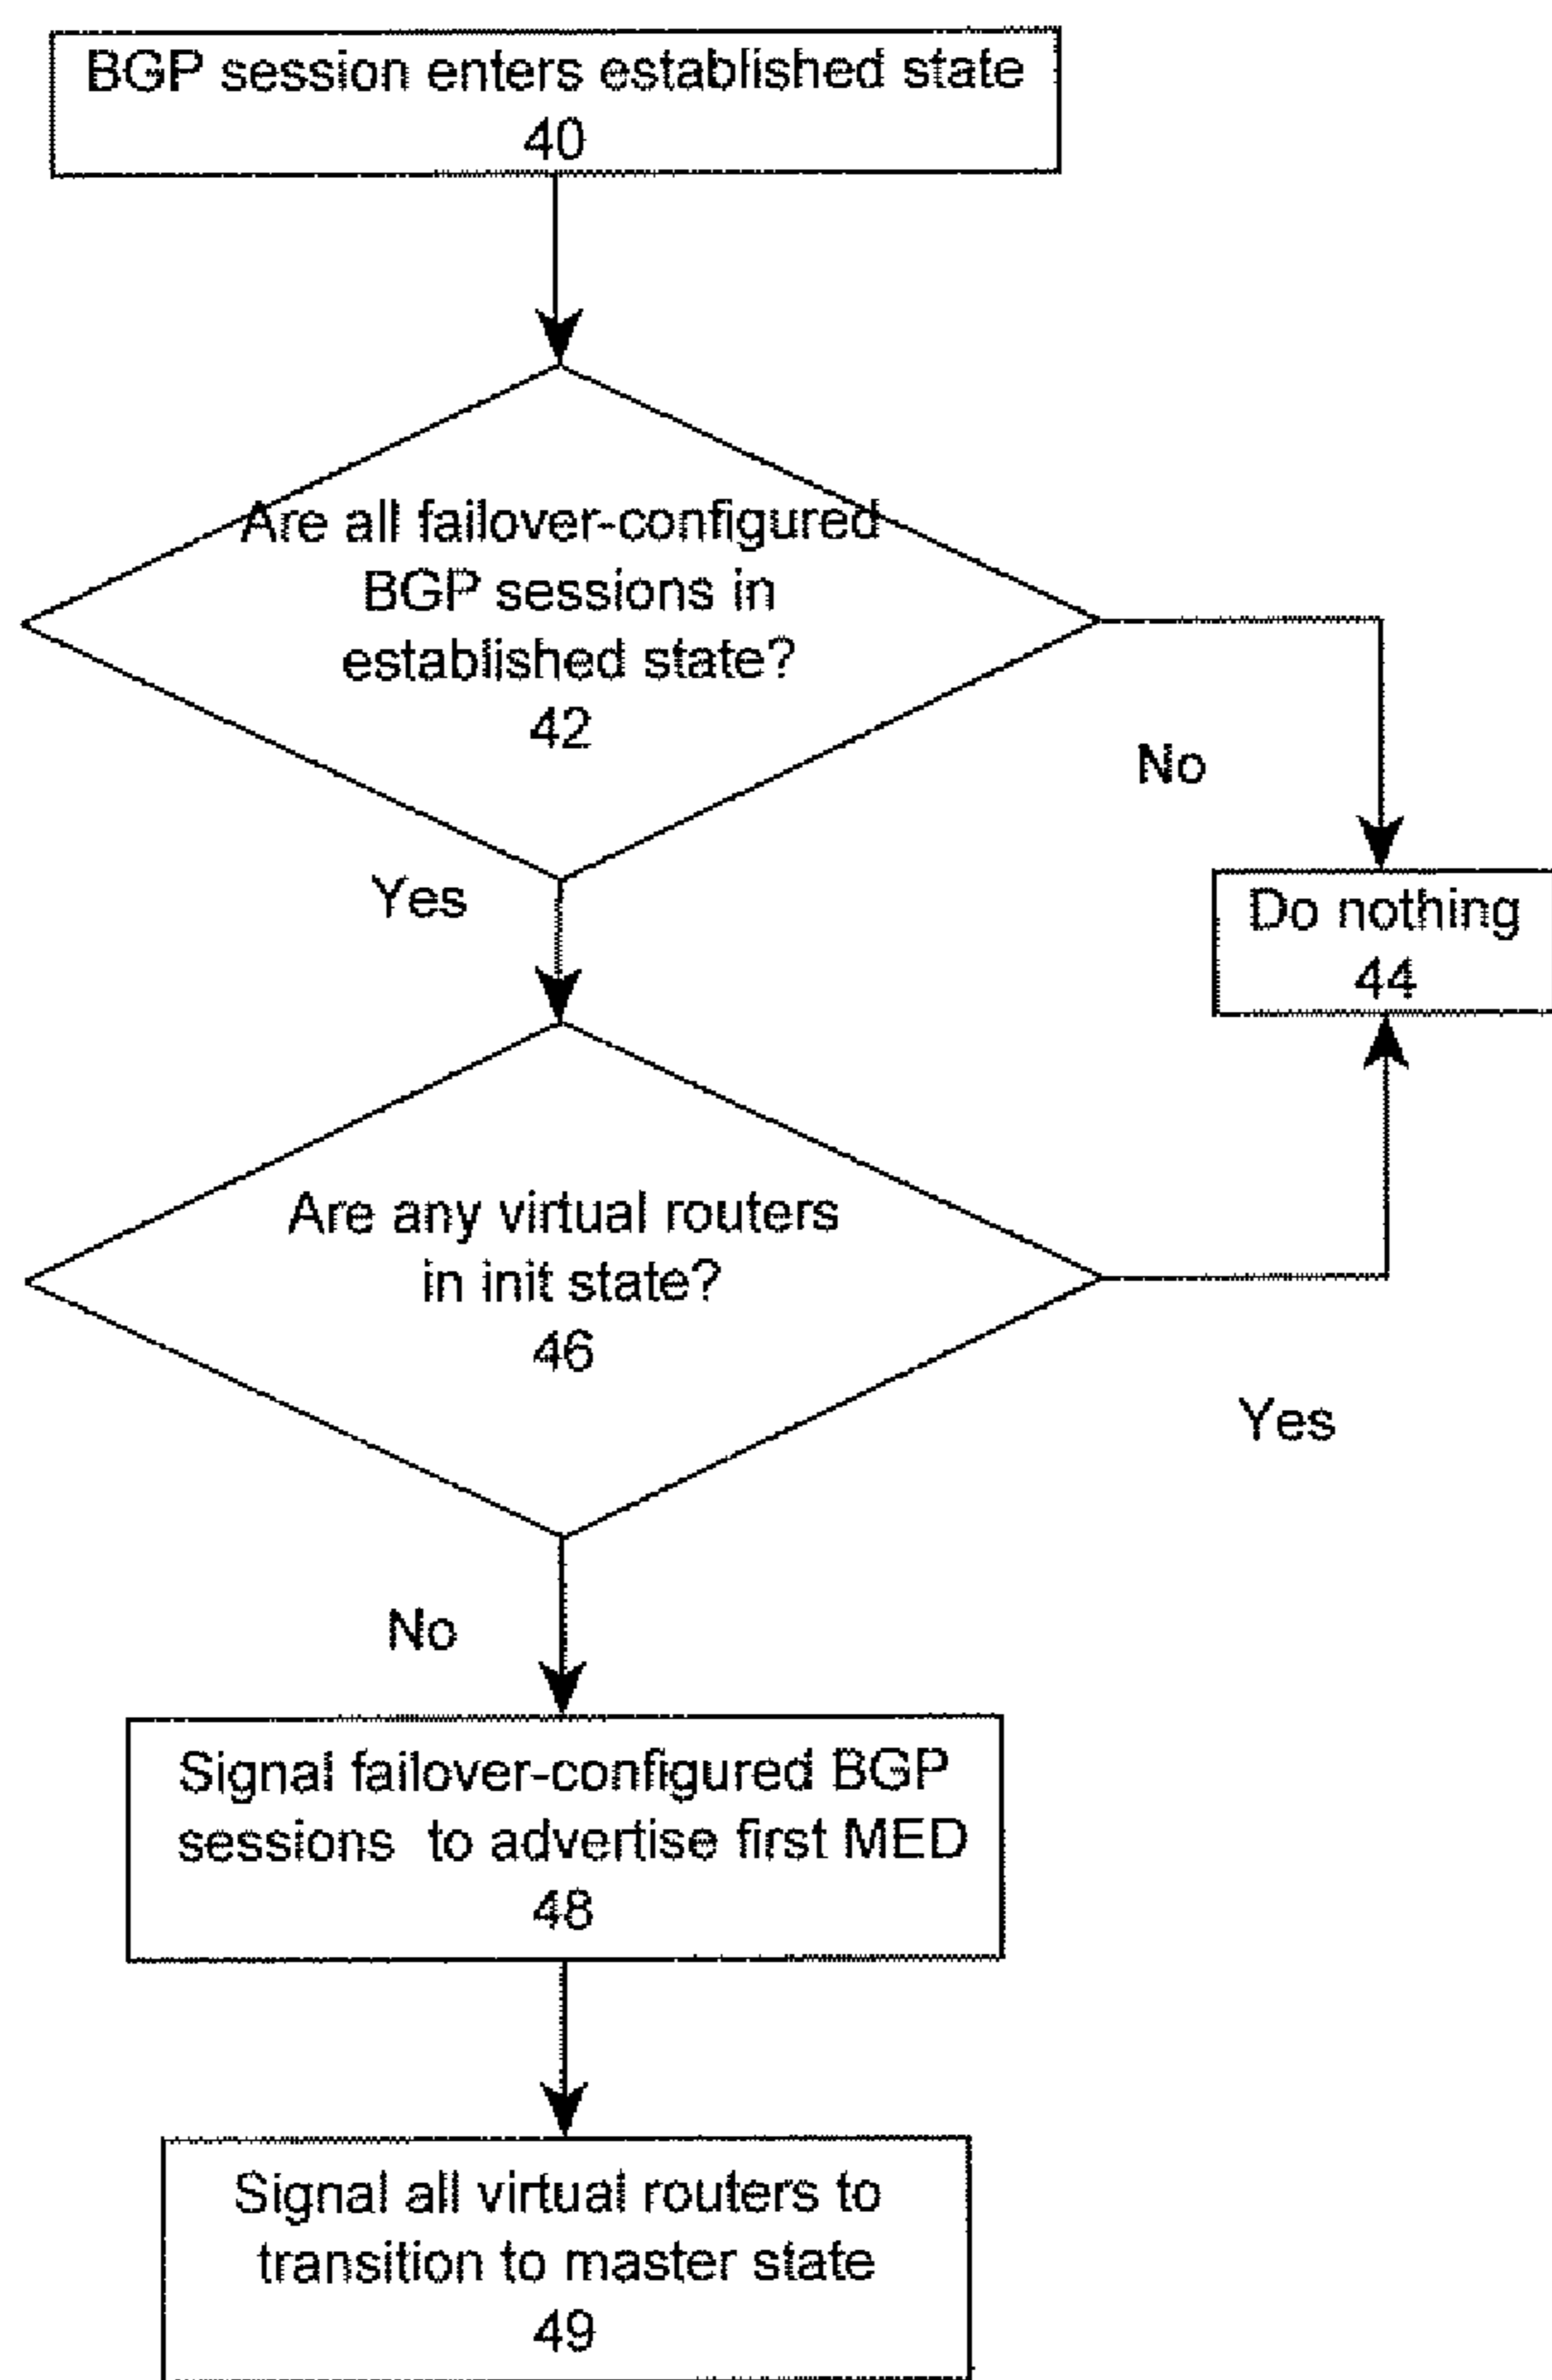 BGP session enters established state
40
Are all failover-configured
BGP sessions in
established state?
42
No
Yes
Do nothing
44
Are any virtual routers
in init state?
46
Yes
No
Signal failover-configured BGP
sessions to advertise first MED
48
Signal all virtual routers to
transition to master state
49